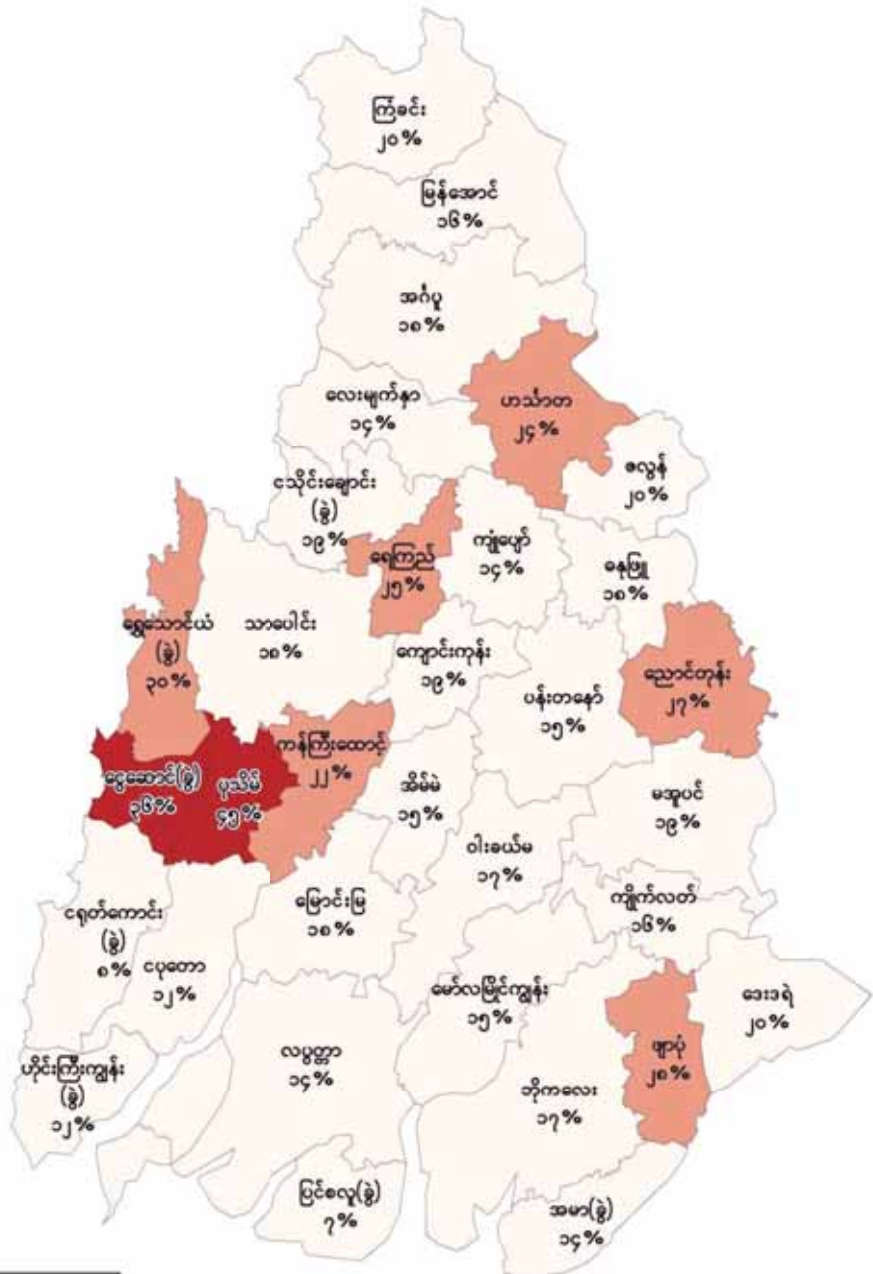 ကြံခင်း
၂၀%
မြန်အောင်
၁၆%
အင်္ဂပူ
၁၈%
လေးမျက်နှာ
၁၄%
ဟင်္သာတ
၂၄%
ဇလွန်
၂၀%
ငသိုင်းချောင်း
(ခွဲ)
၁၉%
ရေကြည်
၂၅%
ကျုံပျော်
၁၄%
ဓနုဖြူ
၁၈%
ရွှေသောင်ယံ
(ခွဲ)
၃၀%
သာပေါင်း
၁၈%
ကျောင်းကုန်း
၁၉%
ပန်းတနော်
၁၅%
ညောင်တုန်း
၂၇%
ငွေဆောင်(ခွဲ)
၃၆%
ပုသိမ်
၄၅%
ကန်ကြီးထောင့်
၂၂%
အိမ်မဲ
၁၅%
မအူပင်
၁၉%
ဝါးခယ်မ
၁၇%
ငရုတ်ကောင်း
(ခွဲ)
၈%
ငပုတော
၁၂%
မြောင်းမြ
၁၈%
ကျိုက်လတ်
၁၆%
မော်လမြိုင်ကျွန်း
၁၅%
ဒေးဒရဲ
၂၀%
ဟိုင်းကြီးကျွန်း
(ခွဲ)
၁၂%
လပွတ္တာ
၁၄%
ဘိုကလေး
၁၇%
ဖျာပုံ
၂၈%
ပြင်စလူ(ခွဲ)
၇%
အမာ(ခွဲ)
၁၄%